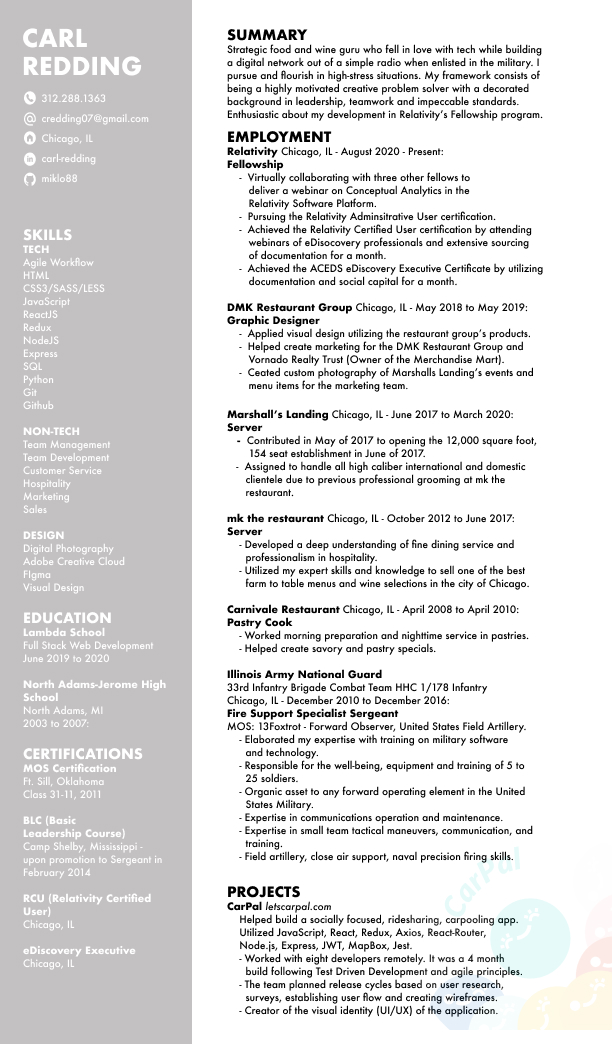 CARL
REDDING
312.288.1363
credding07@gmail.com
Chicago, IL
in carl-redding
miklo88
SKILLS
TECH
Agile Workflow
HTML
CSS3/SASS/LESS
JavaScript
ReactJS
Redux
NodeJS
Express
SQL
Python
Git
Github
NON-TECH
Team Management
Team Development
Customer Service
Hospitality
Marketing
Sales
DESIGN
Digital Photography
Adobe Creative Cloud
FIgma
Visual Design
EDUCATION
Lambda School
Full Stack Web Development
June 2019 to 2020
North Adams-Jerome High
School
North Adams, MI
2003 to 2007:
CERTIFICATIONS
MOS Certification
Ft. Sill, Oklahoma
Class 31-11, 2011
BLC (Basic
Leadership Course)
Camp Shelby, Mississippi -
upon promotion to Sergeant in
February 2014
RCU (Relativity Certified
User)
Chicago, IL
eDiscovery Executive
Chicago, IL
SUMMARY
Strategic food and wine guru who fell in love with tech while building
a digital network out of a simple radio when enlisted in the military. I
pursue and flourish in high-stress situations. My framework consists of
being a highly motivated creative problem solver with a decorated
background in leadership, teamwork and impeccable standards.
Enthusiastic about my development in Relativity's Fellowship program.
EMPLOYMENT
Relativity Chicago, IL - August 2020 - Present:
Fellowship
- Virtually collaborating with three other fellows to
deliver a webinar on Conceptual Analytics in the
Relativity Software Platform.
- Pursuing the Relativity Adminsitrative User certification.
- Achieved the Relativity Certified User certification by attending
webinars of eDisocovery professionals and extensive sourcing
of documentation for a month.
- Achieved the ACEDS eDiscovery Executive Certificate by utilizing
documentation and social capital for a month.
DMK Restaurant Group Chicago, IL - May 2018 to May 2019:
Graphic Designer
- Applied visual design utilizing the restaurant group's products.
- Helped create marketing for the DMK Restaurant Group and
Vornado Realty Trust (Owner of the Merchandise Mart).
- Ceated custom photography of Marshalls Landing's events and
menu items for the marketing team.
Marshall's Landing Chicago, IL - June 2017 to March 2020:
Server
- Contributed in May of 2017 to opening the 12,000 square foot,
154 seat establishment in June of 2017.
- Assigned to handle all high caliber international and domestic
clientele due to previous professional grooming at mk the
restaurant.
mk the restaurant Chicago, IL - October 2012 to June 2017:
Server
- Developed a deep understanding of fine dining service and
professionalism in hospitality.
- Utilized my expert skills and knowledge to sell one of the best
farm to table menus and wine selections in the city of Chicago.
Carnivale Restaurant Chicago, IL - April 2008 to April 2010:
Pastry Cook
- Worked morning preparation and nighttime service in pastries.
- Helped create savory and pastry specials.
Illinois Army National Guard
33rd Infantry Brigade Combat Team HHC 1/178 Infantry
Chicago, IL - December 2010 to December 2016:
Fire Support Specialist Sergeant
MOS: 13Foxtrot - Forward Observer, United States Field Artillery.
- Elaborated my expertise with training on military software
and technology.
- Responsible for the well-being, equipment and training of 5 to
25 soldiers.
- Organic asset to any forward operating element in the United
States Military.
- Expertise in communications operation and maintenance.
- Expertise in small team tactical maneuvers, communication, and
training.
- Field artillery, close air support, naval precision firing skills.
PROJECTS
CarPal letscarpal.com
Helped build a socially focused, ridesharing, carpooling app.
Utilized JavaScript, React, Redux, Axios, React-Router,
Node.js, Express, JWT, MapBox, Jest.
- Worked with eight developers remotely. It was a 4 month
build following Test Driven Development and agile principles.
- The team planned release cycles based on user research,
surveys, establishing user flow and creating wireframes.
- Creator of the visual identity (UI/UX) of the application.
CarPal